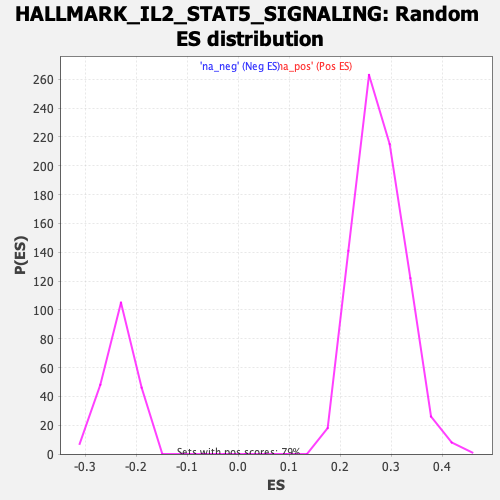 HALLMARK_IL2_STAT5_SIGNALING: Random
ES distribution
'na_neg' (Neg ES)
na_pos' (Pos ES)
260
240
220
200
180
160
140
120
100
80
60
40
20
0
P(ES)
Sets with pos scores: 79%
-0.3 -0.2 -0.1 0.0 0.1 0.2 0.3 0.4
ES